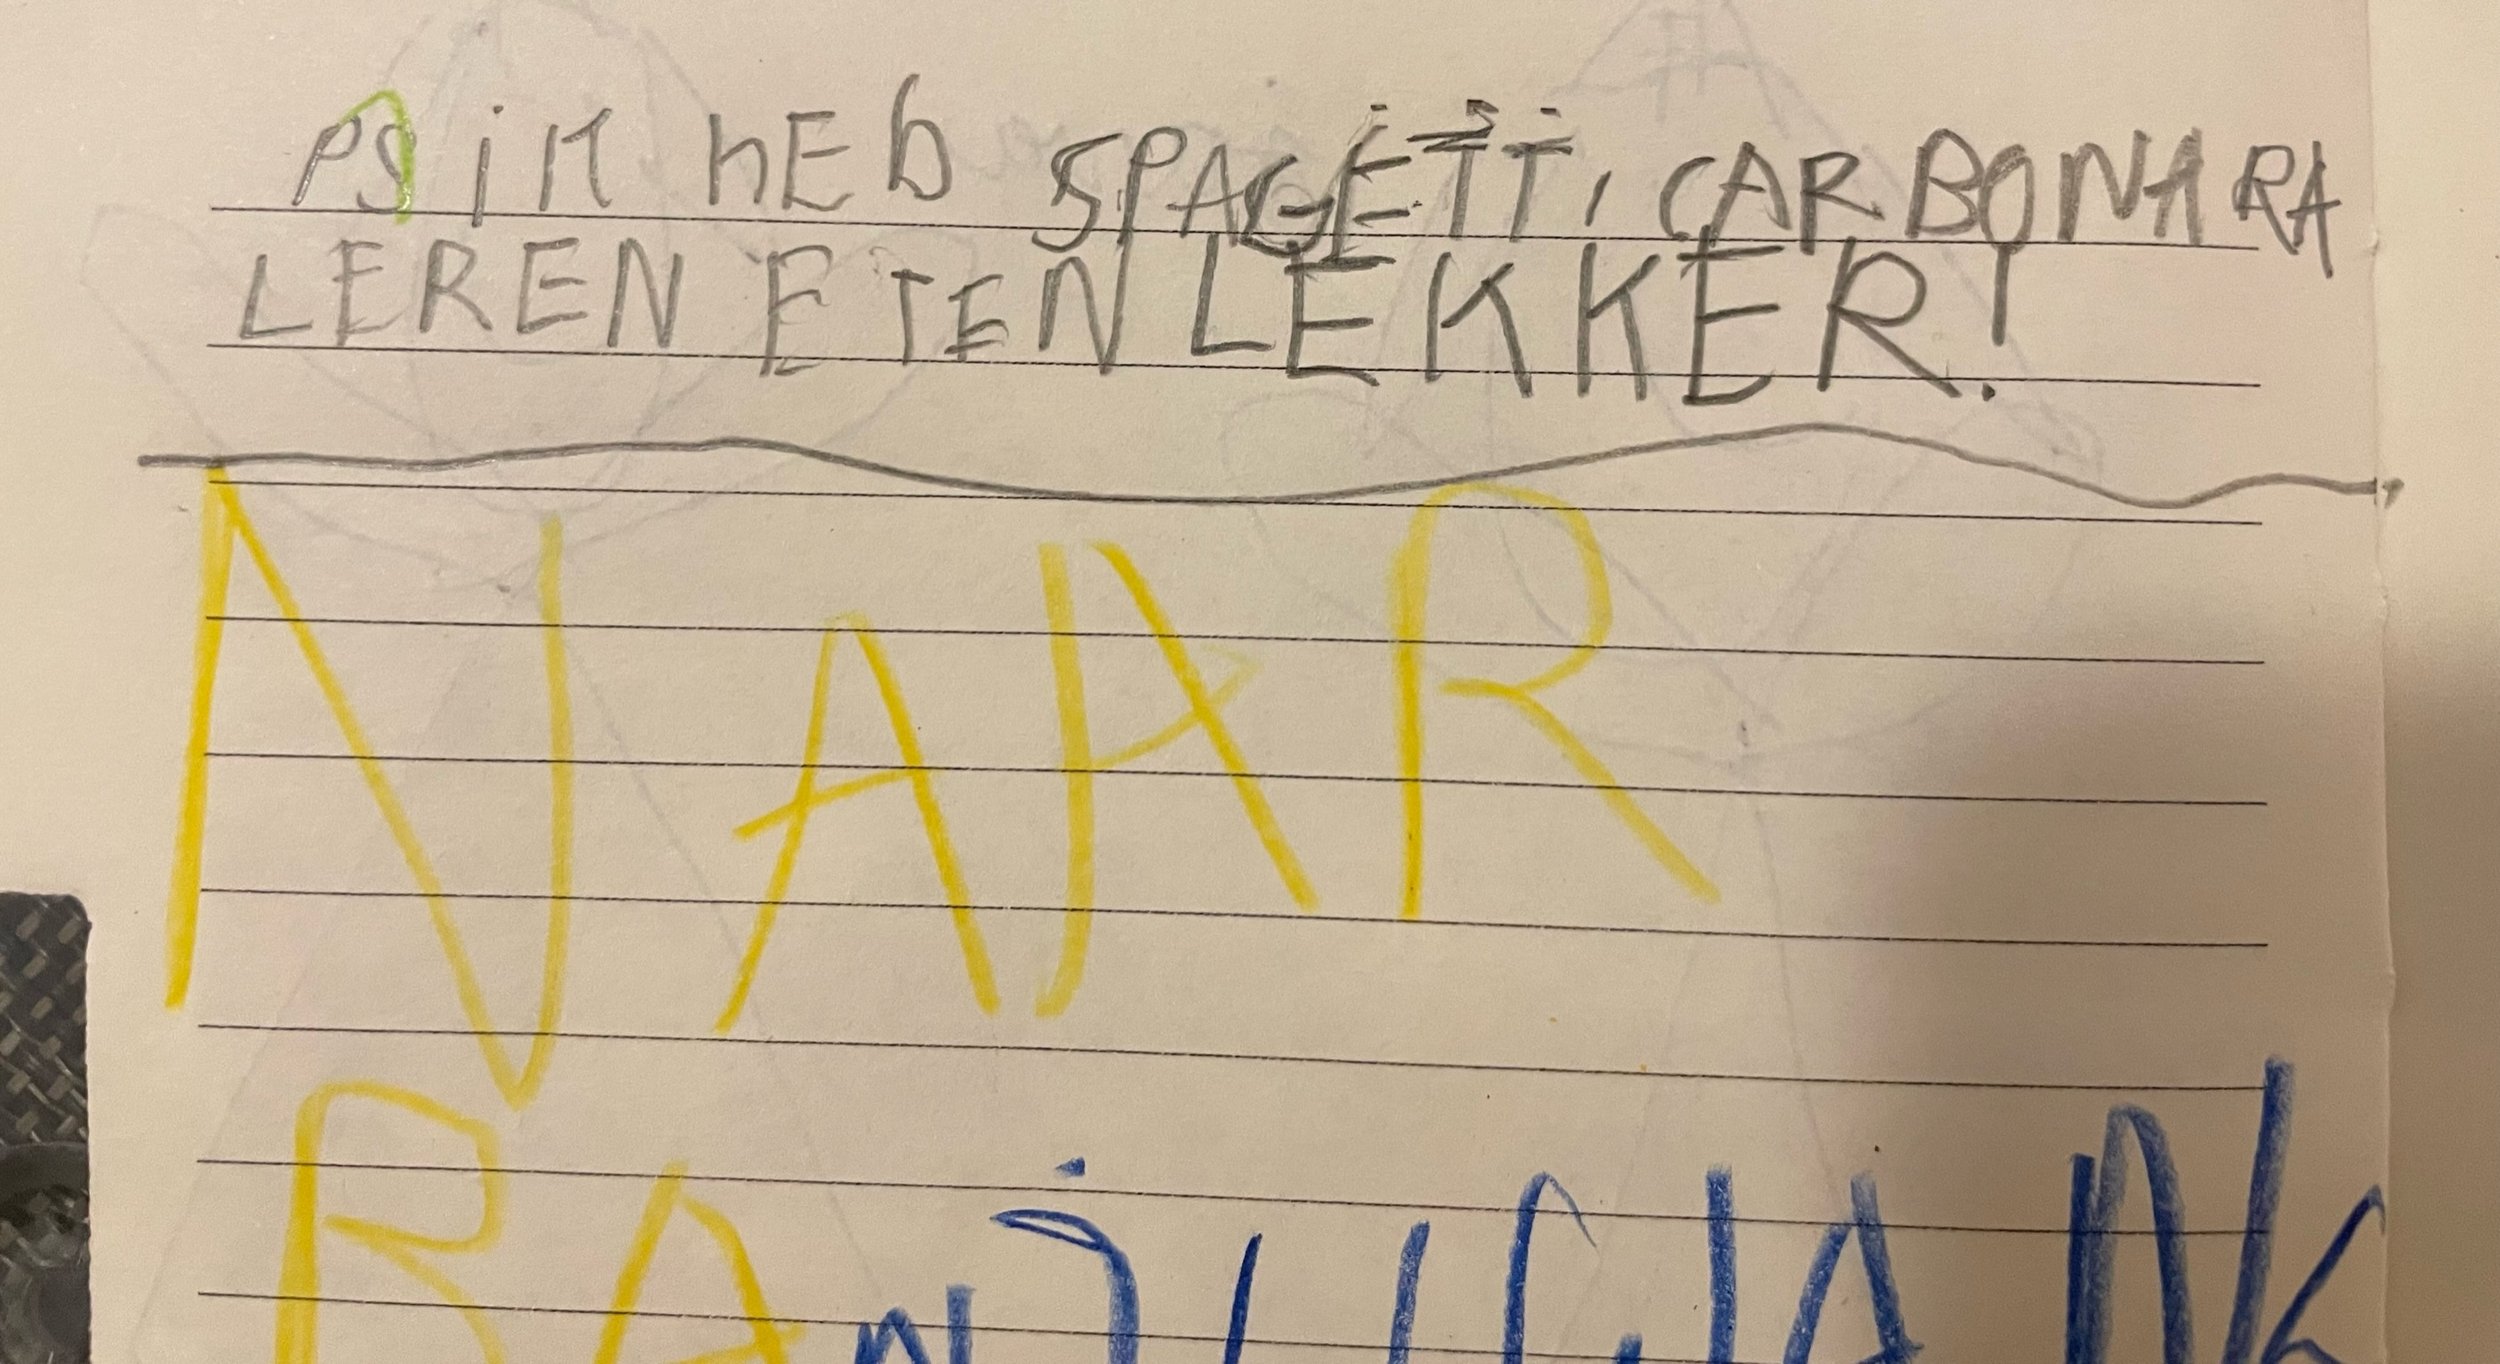 PS iK hEb SPAGETTi CARBONARA
LEREN ETEN LEKKER!
NAAR